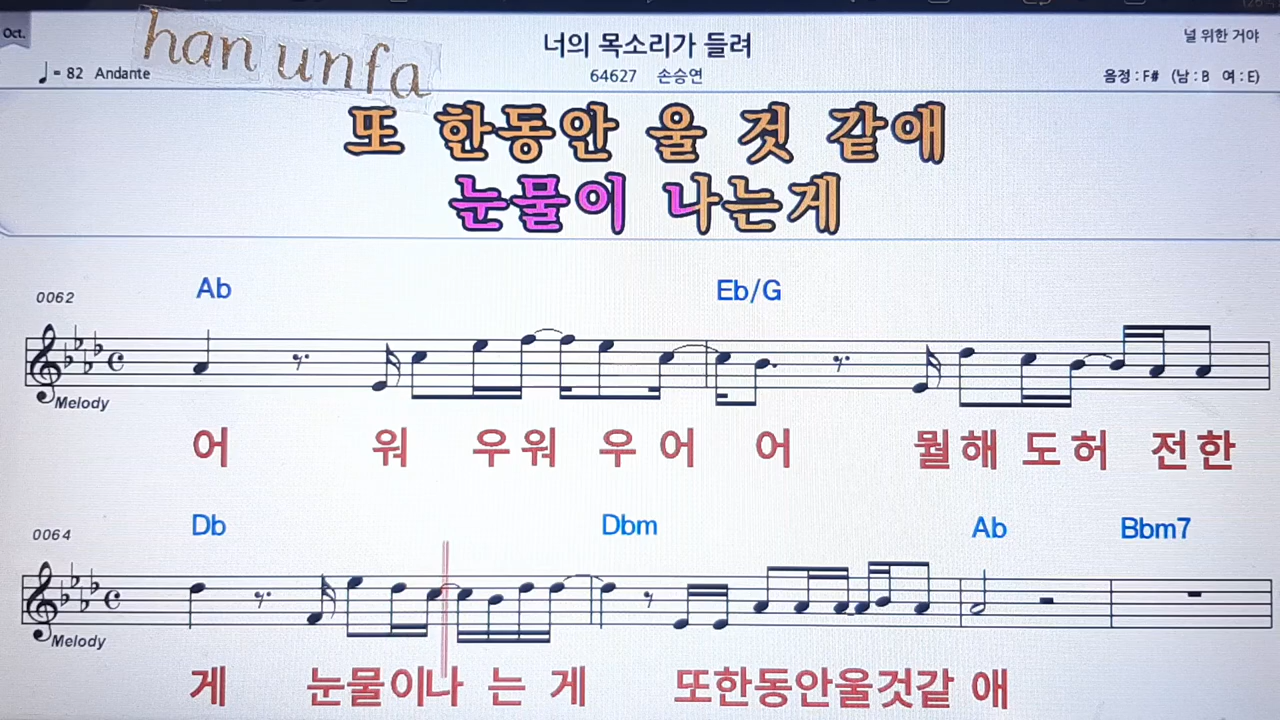 Oct.
han unfa
너의 목소리가 들려
널 위한 거야
♩= 82 Andante
64627 손승연
음정 : F# (남 : B 여 : E)
또 한동안 울 것 같애
눈물이 나는게
0062
Ab Eb/G
Melody
어 워 우워 우 어 어 뭘해 도허 전한
0064
Db Dbm Ab Bbm7
Melody
게 눈물이나 는 게 또한동안울것같 애